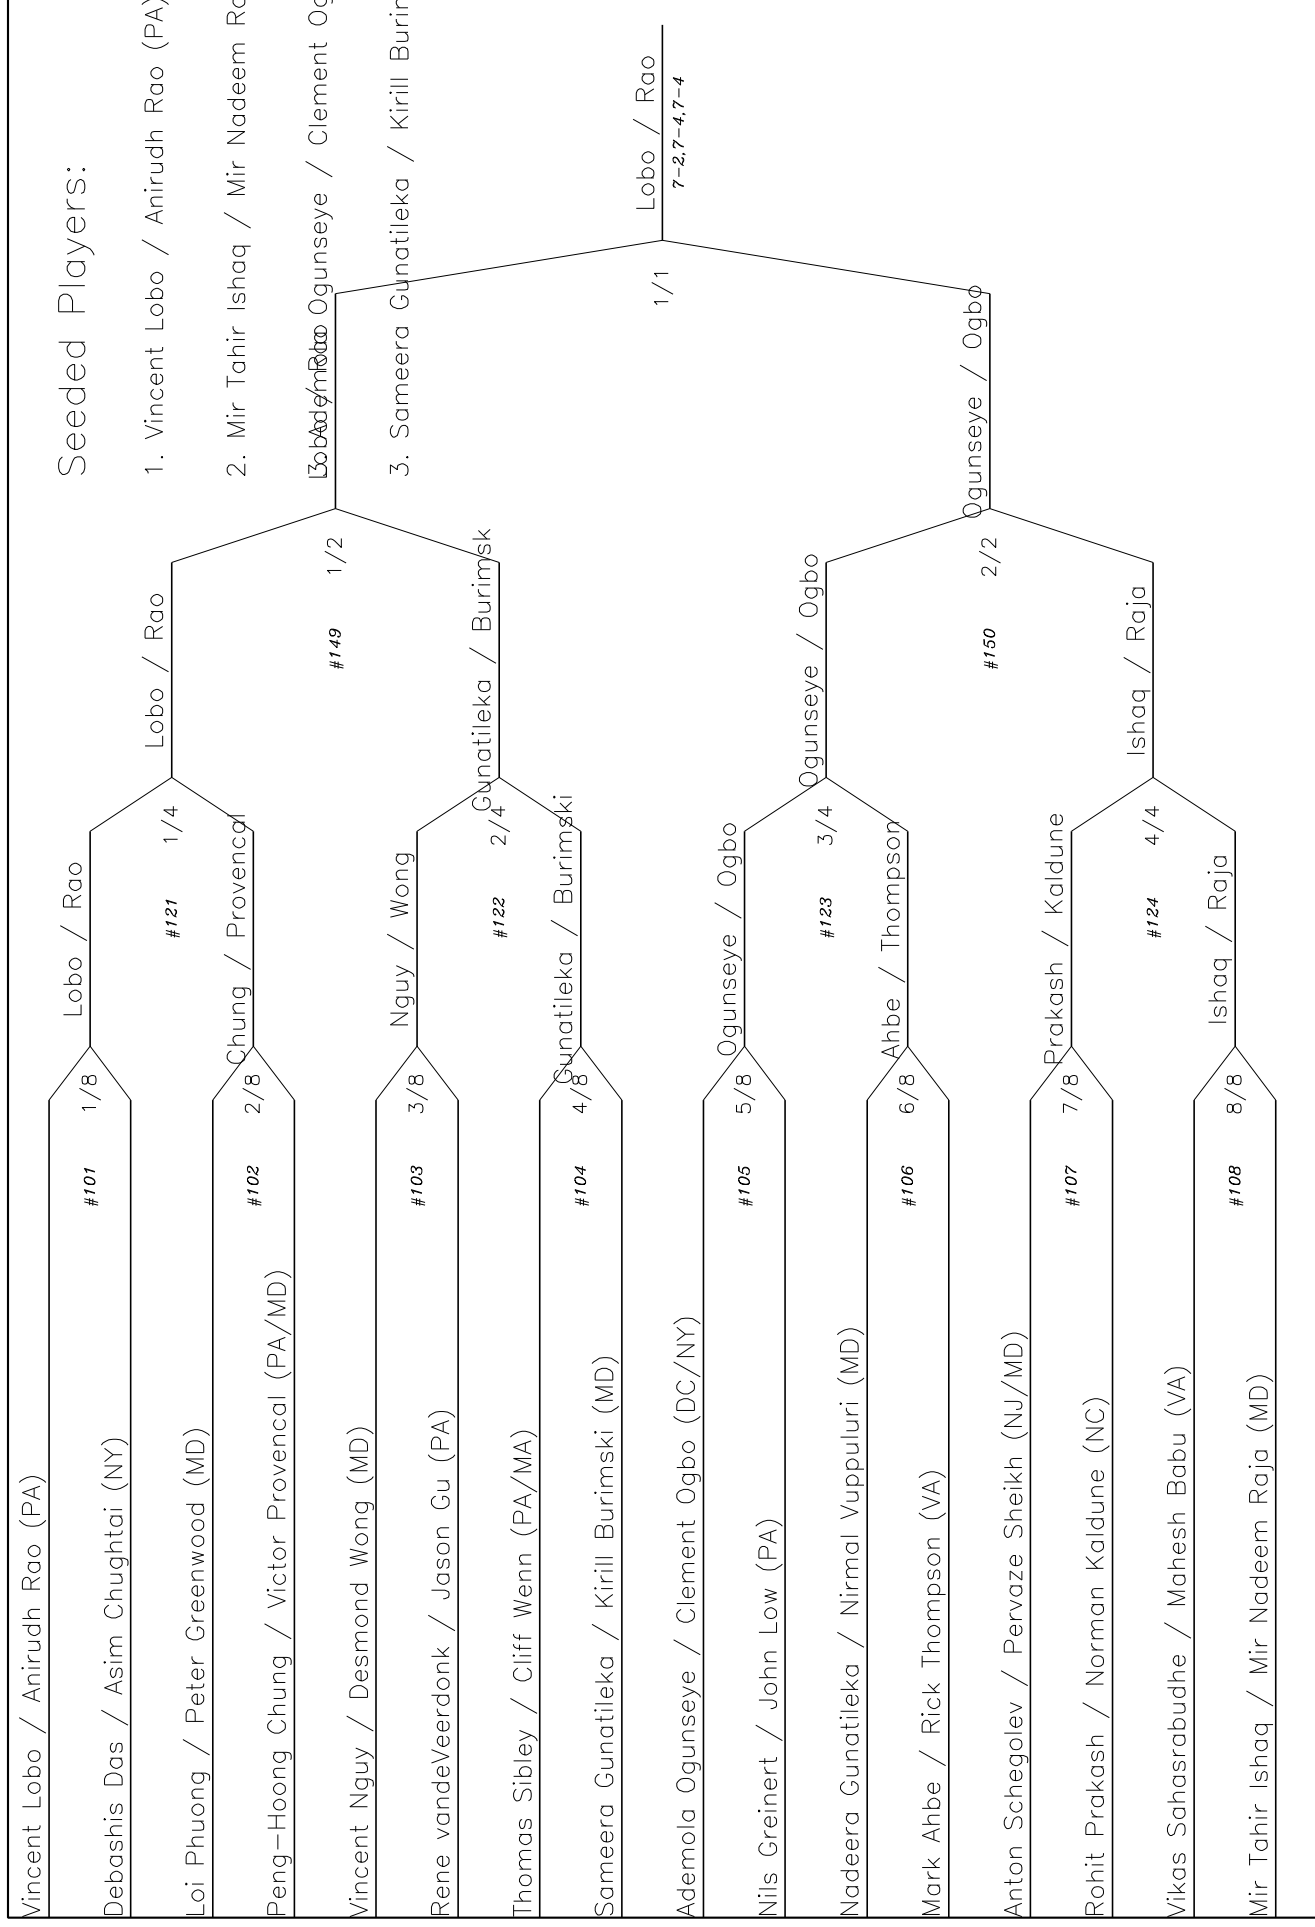 Seeded Players:
1. Vincent Lobo / Anirudh Rao (PA)
2. Mir Tahir Ishaq / Mir Nadeem
3. Ademola Ogunseye / Clement
3. Sameera Gunatileka / Kirill
Vincent Lobo / Anirudh Rao (PA)
Debashis Das / Asim Chughtai (NY)
Loi Phuong / Peter Greenwood (MD)
Peng-Hoong Chung / Victor Provencal (PA/MD)
Vincent Nguy / Desmond Wong (MD)
Rene vandeVeerdonk / Jason Gu (PA)
Thomas Sibley / Cliff Wenn (PA/MA)
Sameera Gunatileka / Kirill Burimski (MD)
Ademola Ogunseye / Clement Ogbo (DC/NY)
Nils Greinert / John Low (PA)
Nadeera Gunatileka / Nirmal Vuppuluri (MD)
Mark Ahbe / Rick Thompson (VA)
Anton Schegolev / Pervaze Sheikh (NJ/MD)
Rohit Prakash / Norman Kaldune (NC)
Vikas Sahasrabudhe / Mahesh Babu (VA)
Mir Tahir Ishaq / Mir Nadeem Raja (MD)
#101 1/8
#102 2/8
#103 3/8
#104 4/8
#105 5/8
#106 6/8
#107 7/8
#108 8/8
Lobo / Rao
Chung / Provencal
Nguy / Wong
Gunatileka / Burimski
Ogunseye / Ogbo
Ahbe / Thompson
Prakash / Kaldune
Ishaq / Raja
#121 1/4
#122 2/4
#123 3/4
#124 4/4
Lobo / Rao
Gunatileka / Burimsk
Ogunseye / Ogbo
Ishaq / Raja
#149 1/2
#150 2/2
Lobo / Rao
Ogunseye / Ogbo
1/1
Lobo / Rao
7-2,7-4,7-4